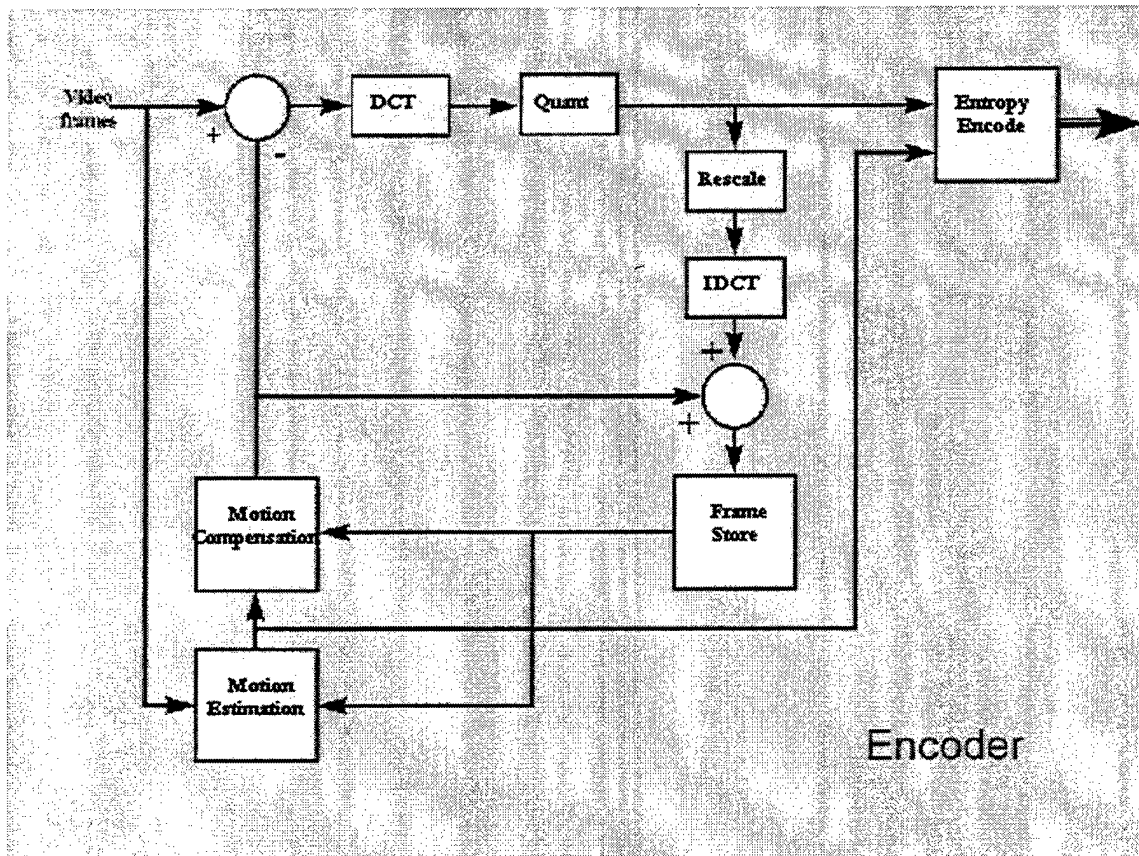 Video
frames
+
-
DCT
Quant
Entropy
Encode
Rescale
IDCT
+
+
Motion
Compensation
Frame
Store
Motion
Estimation
Encoder